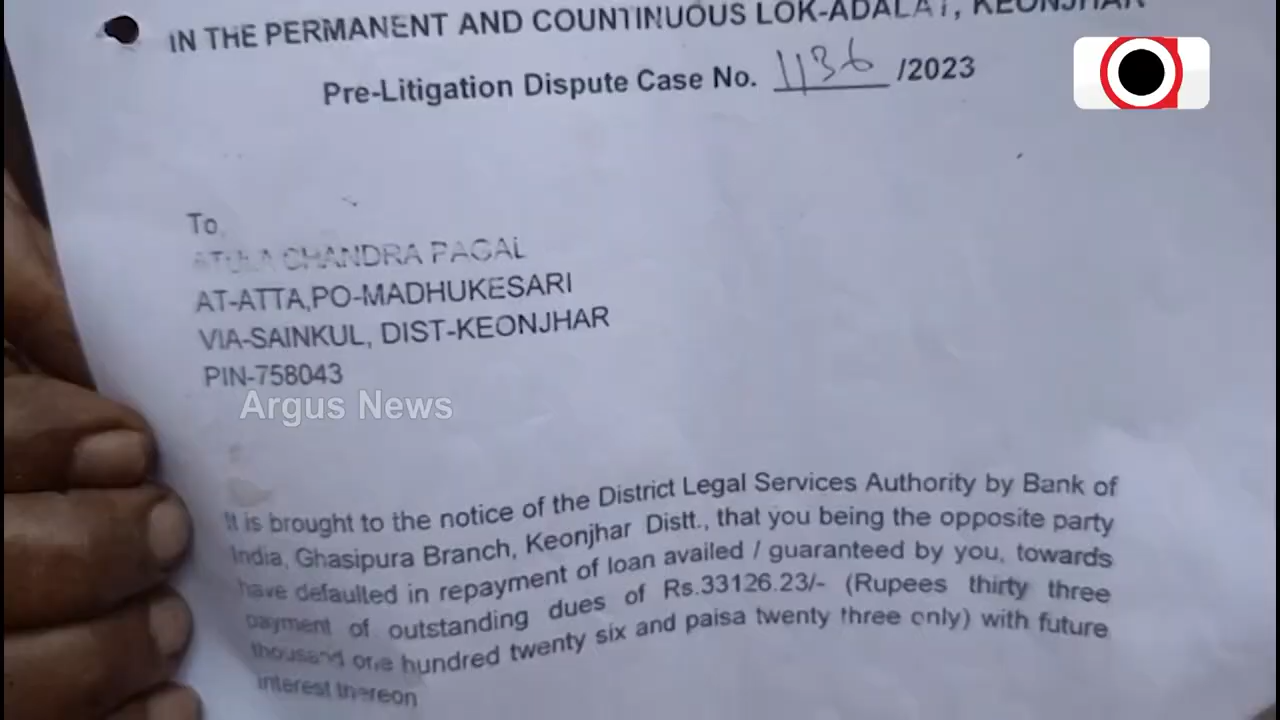 IN THE PERMANENT AND COUNTINUOUS LOK-ADALAT, KEONJHAR
Pre-Litigation Dispute Case No. 1136 /2023
To,
ATULA CHANDRA PAGAL
AT-ATTA,PO-MADHUKESARI
VIA-SAINKUL, DIST-KEONJHAR
PIN-758043
Argus News
It is brought to the notice of the District Legal Services Authority by Bank of
India, Ghasipura Branch, Keonjhar Distt., that you being the opposite party
have defaulted in repayment of loan availed / guaranteed by you, towards
payment of outstanding dues of Rs.33126.23/- (Rupees thirty three
thousand one hundred twenty six and paisa twenty three only) with future
interest thereon